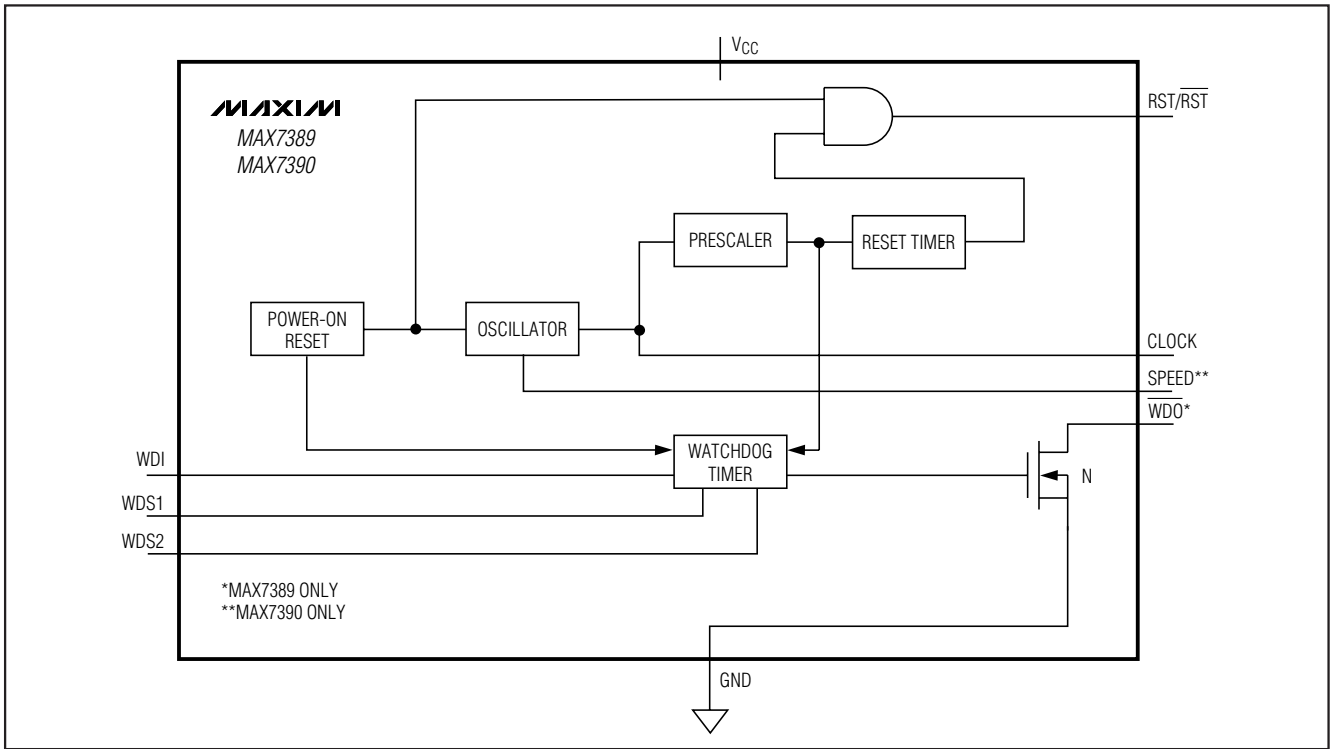 VCC
MAXIM
RST/RST
MAX7389
MAX7390
PRESCALER
RESET TIMER
POWER-ON
RESET
OSCILLATOR
CLOCK
SPEED**
WDO*
WATCHDOG
TIMER
WDI
N
WDS1
WDS2
*MAX7389 ONLY
**MAX7390 ONLY
GND